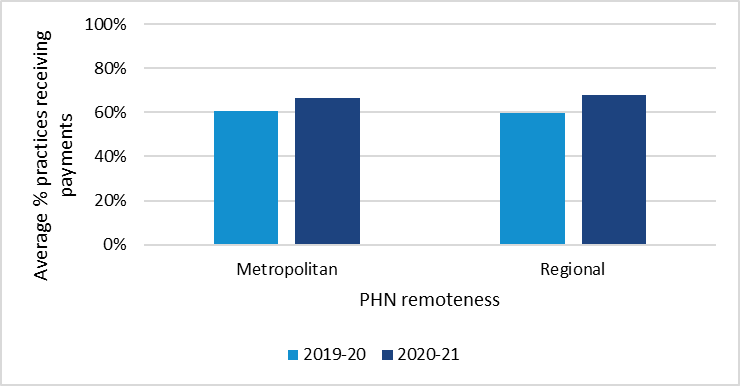 Average % practices receiving
payments
100%
80%
60%
40%
20%
0%
Metropolitan
Regional
PHN remoteness
2019-20
2020-21